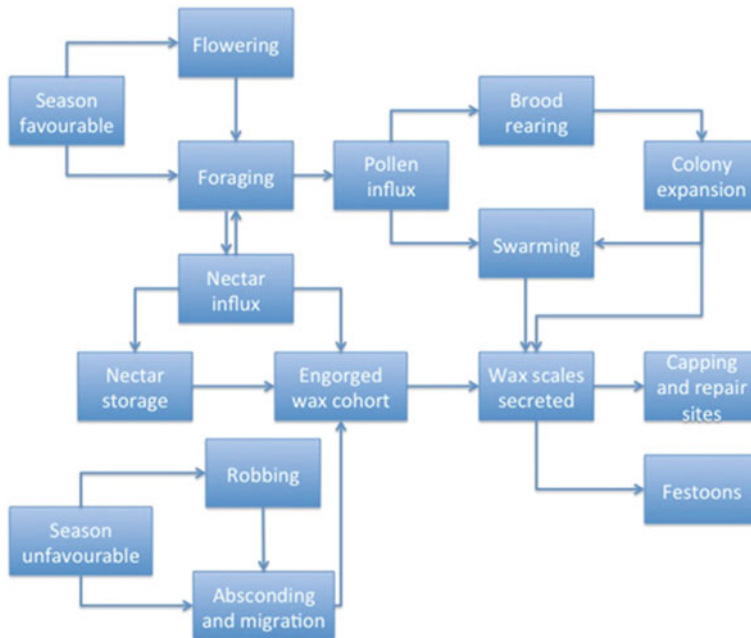 Flowering
Season
favourable
Foraging
Pollen
influx
Brood
rearing
Colony
expansion
Swarming
Nectar
influx
Nectar
storage
Engorged
wax cohort
Wax scales
secreted
Capping
and repair
sites
Festoons
Robbing
Season
unfavourable
Absconding
and migration